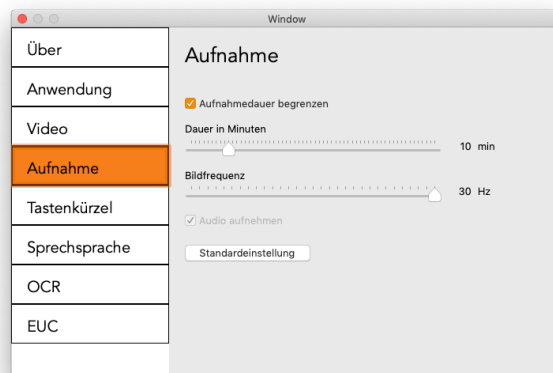 Window
Über
Anwendung
Video
Aufnahme
Tastenkürzel
Sprechsprache
OCR
EUC
Aufnahme
Aufnahmedauer begrenzen
Dauer in Minuten
10 min
Bildfrequenz
30 Hz
Audio aufnehmen
Standardeinstellung